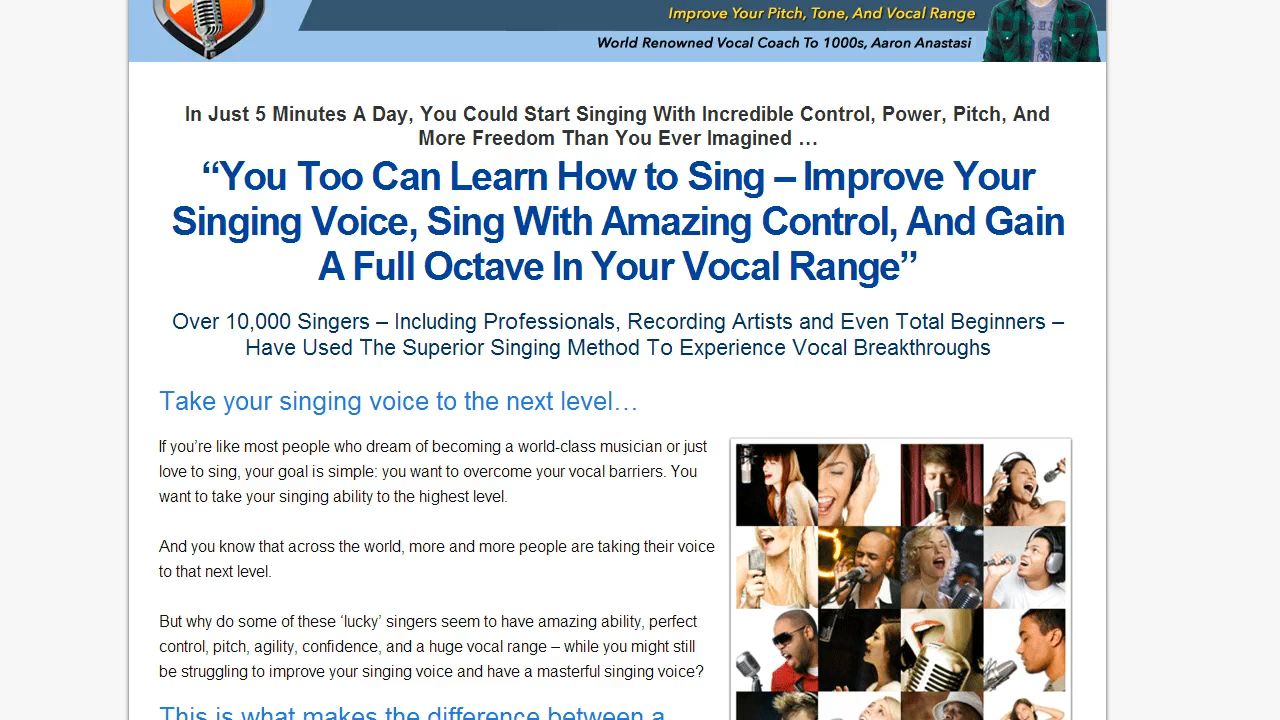 Improve Your Pitch, Tone, And Vocal Range
World Renowned Vocal Coach To 1000s, Aaron Anastasi
In Just 5 Minutes A Day, You Could Start Singing With Incredible Control, Power, Pitch, And
More Freedom Than You Ever Imagined …
“You Too Can Learn How to Sing – Improve Your
Singing Voice, Sing With Amazing Control, And Gain
A Full Octave In Your Vocal Range”
Over 10,000 Singers – Including Professionals, Recording Artists and Even Total Beginners –
Have Used The Superior Singing Method To Experience Vocal Breakthroughs
Take your singing voice to the next level…
If you’re like most people who dream of becoming a world-class musician or just
love to sing, your goal is simple: you want to overcome your vocal barriers. You
want to take your singing ability to the highest level.
And you know that across the world, more and more people are taking their voice
to that next level.
But why do some of these ‘lucky’ singers seem to have amazing ability, perfect
control, pitch, agility, confidence, and a huge vocal range – while you might still
be struggling to improve your singing voice and have a masterful singing voice?
This is what makes the difference between a